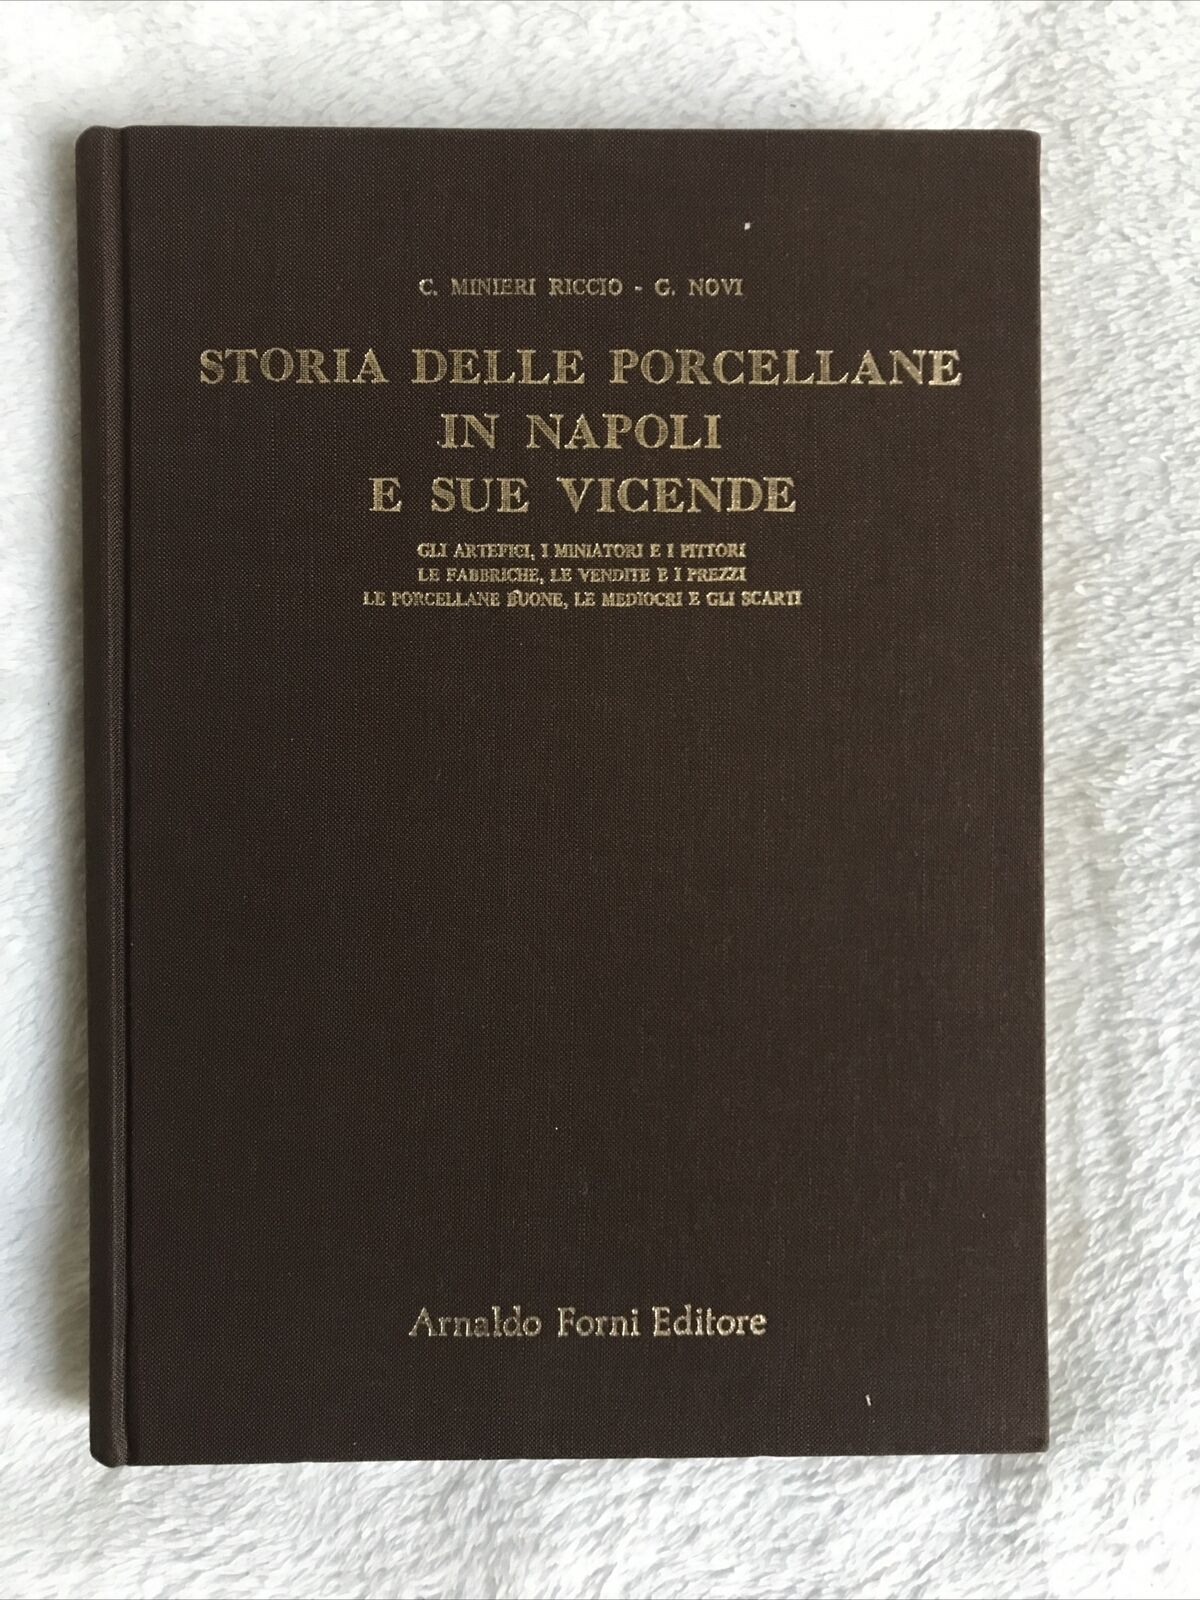 C. MINIERI RICCIO - G. NOVI
STORIA DELLE PORCELLANE
IN NAPOLI
E SUE VICENDE
GLI ARTEFICI, I MINIATORI E I PITTORI
LE FABBRICHE, LE VENDITE E I PREZZI
LE PORCELLANE BUONE, LE MEDIOCRI E GLI SCARTI
Arnaldo Forni Editore